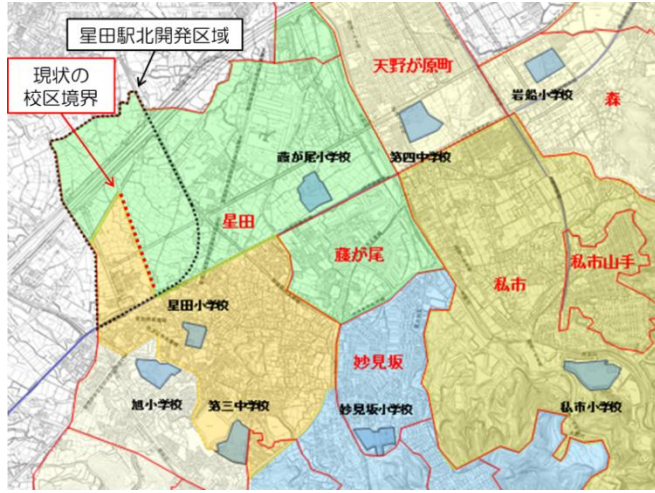 星田駅北開発区域
現状の
校区境界
天野が原町
岩船小学校
森
藤が尾小学校
第四中学校
星田
藤が尾
私市
私市山手
星田小学校
妙見坂
旭小学校
第三中学校
妙見坂小学校
私市小学校